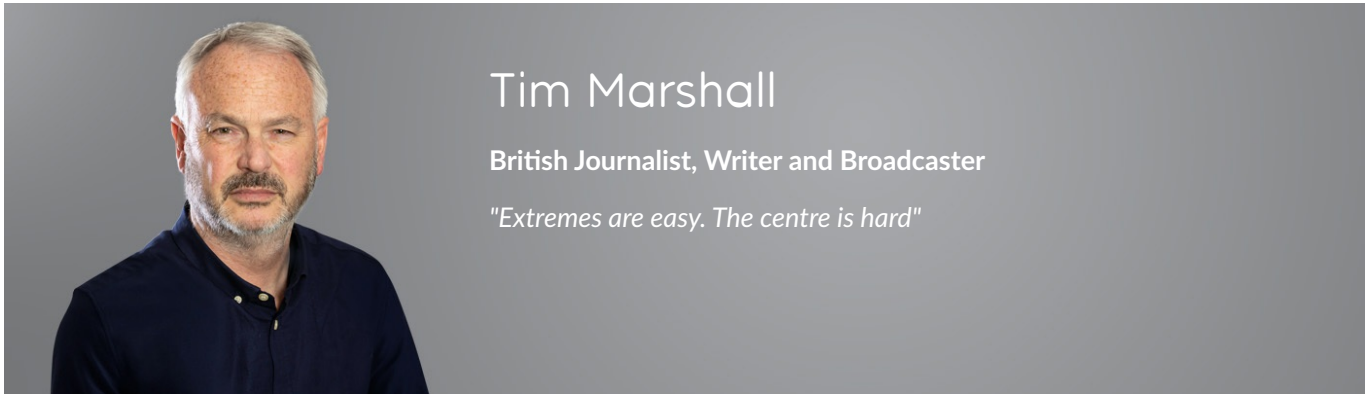 Tim Marshall
British Journalist, Writer and Broadcaster
"Extremes are easy. The centre is hard"